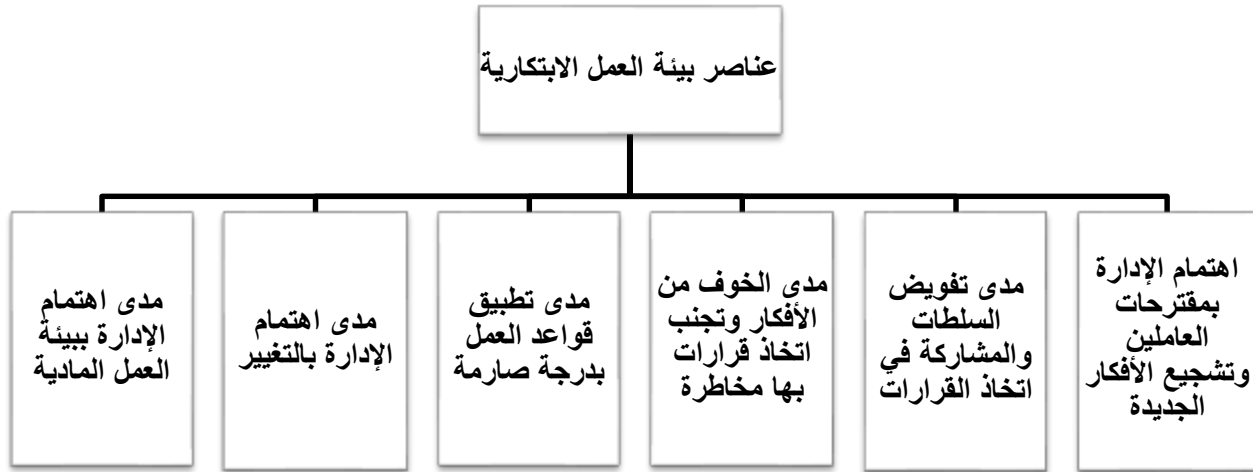 عناصر بيئة العمل الابتكارية
اهتمام الإدارة
بمقترحات
العاملين
وتشجيع الأفكار
الجديدة
مدى تفويض
السلطات
والمشاركة في
اتخاذ القرارات
مدى الخوف من
الأفكار وتجنب
اتخاذ قرارات
بها مخاطرة
مدى تطبيق
قواعد العمل
بدرجة صارمة
مدى اهتمام
الإدارة بالتغيير
مدى اهتمام
الإدارة ببيئة
العمل المادية